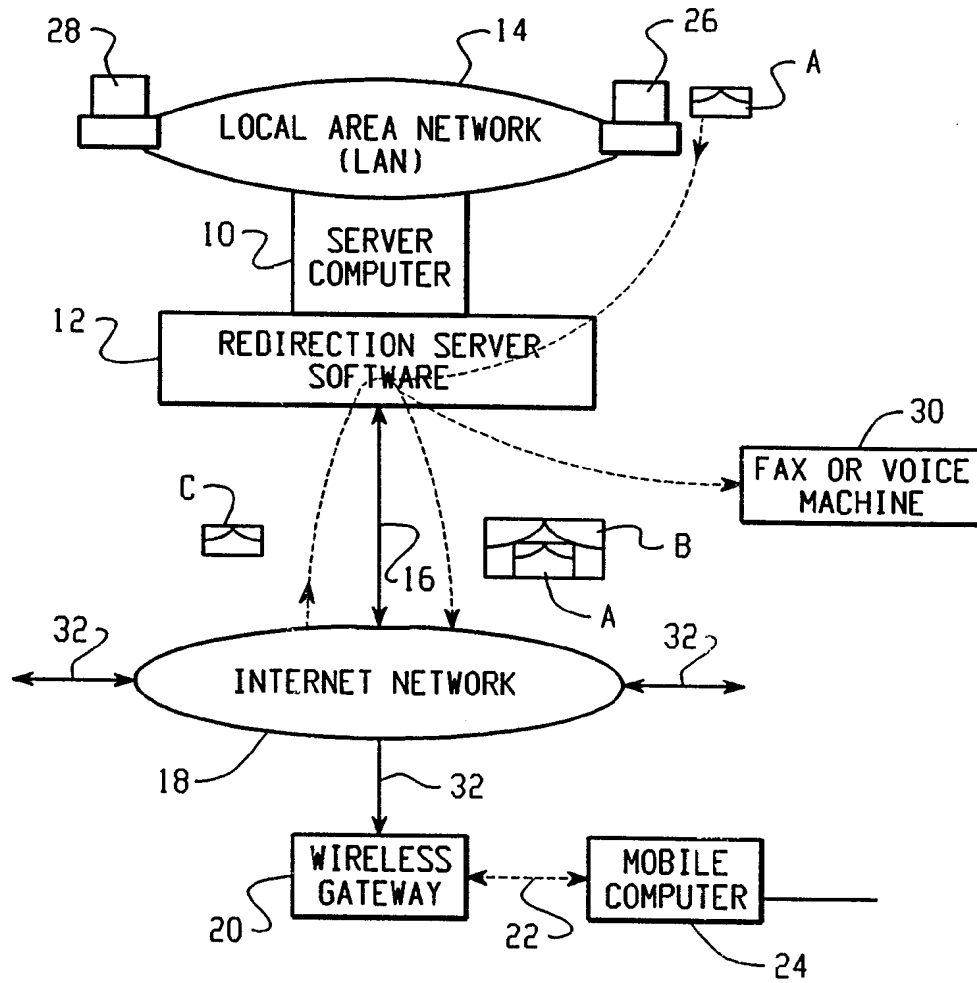 28
14
26
A
LOCAL AREA NETWORK
(LAN)
10
SERVER
COMPUTER
12
REDIRECTION SERVER
SOFTWARE
30
FAX OR VOICE
MACHINE
C
B
16
A
32
32
INTERNET NETWORK
18
32
WIRELESS
GATEWAY
MOBILE
COMPUTER
20
22
24